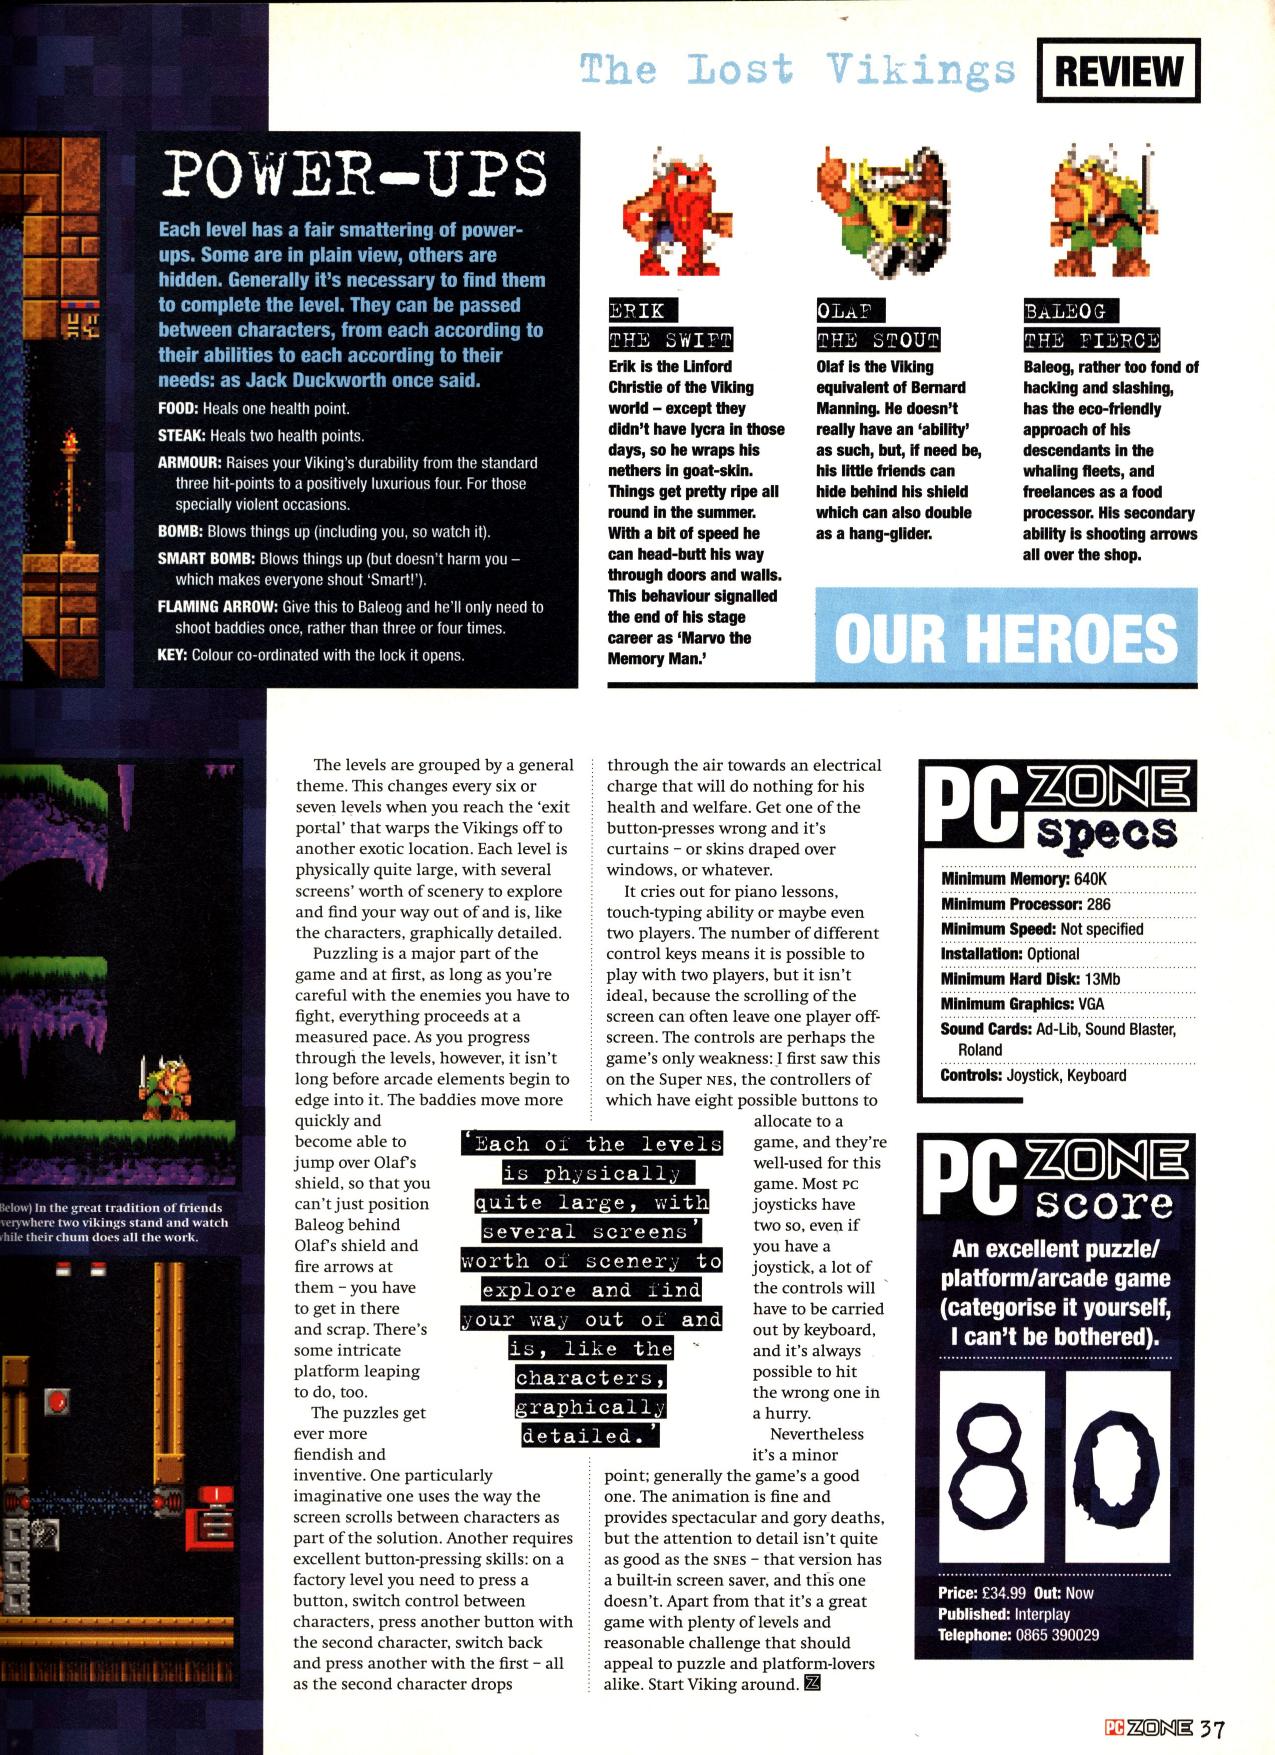 The Lost Vikings REVIEW
POWER-UPS
Each level has a fair smattering of power-
ups. Some are in plain view, others are
hidden. Generally it's necessary to find them
to complete the level. They can be passed
between characters, from each according to
their abilities to each according to their
needs: as Jack Duckworth once said.
FOOD: Heals one health point.
STEAK: Heals two health points.
ARMOUR: Raises your Viking's durability from the standard
three hit-points to a positively luxurious four. For those
specially violent occasions.
BOMB: Blows things up (including you, so watch it).
SMART BOMB: Blows things up (but doesn't harm you –
which makes everyone shout 'Smart!').
FLAMING ARROW: Give this to Baleog and he'll only need to
shoot baddies once, rather than three or four times.
KEY: Colour co-ordinated with the lock it opens.
ERIK
THE SWIFT
Erik is the Linford
Christie of the Viking
world – except they
didn't have lycra in those
days, so he wraps his
nethers in goat-skin.
Things get pretty ripe all
round in the summer.
With a bit of speed he
can head-butt his way
through doors and walls.
This behaviour signalled
the end of his stage
career as 'Marvo the
Memory Man.'
OLAF
THE STOUT
Olaf is the Viking
equivalent of Bernard
Manning. He doesn't
really have an 'ability'
as such, but, if need be,
his little friends can
hide behind his shield
which can also double
as a hang-glider.
BALEOG
THE FIERCE
Baleog, rather too fond of
hacking and slashing,
has the eco-friendly
approach of his
descendants in the
whaling fleets, and
freelances as a food
processor. His secondary
ability is shooting arrows
all over the shop.
OUR HEROES
Below) In the great tradition of friends
verywhere two vikings stand and watch
while their chum does all the work.
The levels are grouped by a general
theme. This changes every six or
seven levels when you reach the 'exit
portal' that warps the Vikings off to
another exotic location. Each level is
physically quite large, with several
screens' worth of scenery to explore
and find your way out of and is, like
the characters, graphically detailed.
Puzzling is a major part of the
game and at first, as long as you're
careful with the enemies you have to
fight, everything proceeds at a
measured pace. As you progress
through the levels, however, it isn't
long before arcade elements begin to
edge into it. The baddies move more
quickly and
become able to
jump over Olaf's
shield, so that you
can't just position
Baleog behind
Olaf's shield and
fire arrows at
them – you have
to get in there
and scrap. There's
some intricate
platform leaping
to do, too.
The puzzles get
ever more
fiendish and
inventive. One particularly
imaginative one uses the way the
screen scrolls between characters as
part of the solution. Another requires
excellent button-pressing skills: on a
factory level you need to press a
button, switch control between
characters, press another button with
the second character, switch back
and press another with the first – all
as the second character drops
'Each of the levels
is physically
quite large, with
several screens'
worth of scenery to
explore and find
your way out of and
is, like the
characters,
graphically
detailed.'
through the air towards an electrical
charge that will do nothing for his
health and welfare. Get one of the
button-presses wrong and it's
curtains – or skins draped over
windows, or whatever.
It cries out for piano lessons,
touch-typing ability or maybe even
two players. The number of different
control keys means it is possible to
play with two players, but it isn't
ideal, because the scrolling of the
screen can often leave one player off-
screen. The controls are perhaps the
game's only weakness: I first saw this
on the Super NES, the controllers of
which have eight possible buttons to
allocate to a
game, and they're
well-used for this
game. Most PC
joysticks have
two so, even if
you have a
joystick, a lot of
the controls will
have to be carried
out by keyboard,
and it's always
possible to hit
the wrong one in
a hurry.
Nevertheless
it's a minor
point; generally the game's a good
one. The animation is fine and
provides spectacular and gory deaths,
but the attention to detail isn't quite
as good as the SNES – that version has
a built-in screen saver, and this one
doesn't. Apart from that it's a great
game with plenty of levels and
reasonable challenge that should
appeal to puzzle and platform-lovers
alike. Start Viking around. Z
PC ZONE
specs
Minimum Memory: 640K
Minimum Processor: 286
Minimum Speed: Not specified
Installation: Optional
Minimum Hard Disk: 13Mb
Minimum Graphics: VGA
Sound Cards: Ad-Lib, Sound Blaster,
Roland
Controls: Joystick, Keyboard
PC ZONE
score
An excellent puzzle/
platform/arcade game
(categorise it yourself,
I can't be bothered).
80
Price: £34.99 Out: Now
Published: Interplay
Telephone: 0865 390029
PC ZONE 37